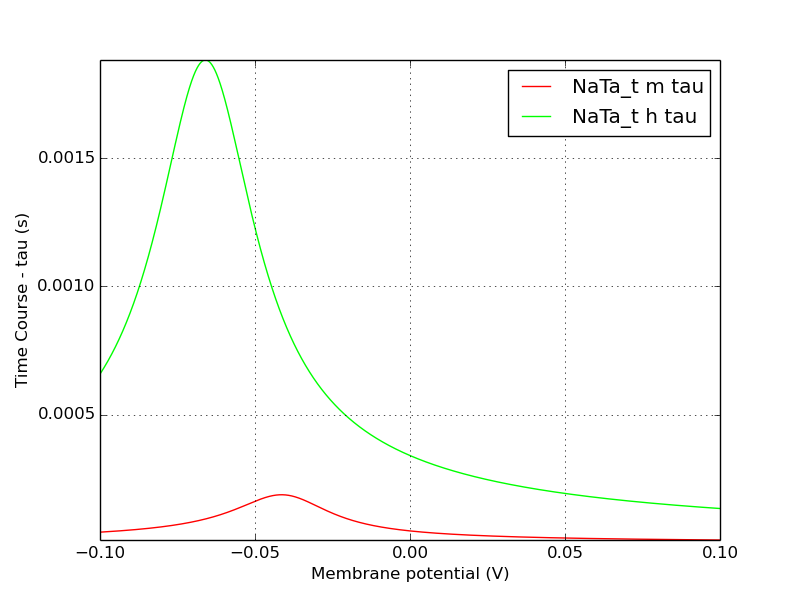 NaTa_t m tau
NaTa_t h tau
Time Course - tau (s)
0.0015
0.0010
0.0005
−0.10
−0.05
0.00
0.05
0.10
Membrane potential (V)